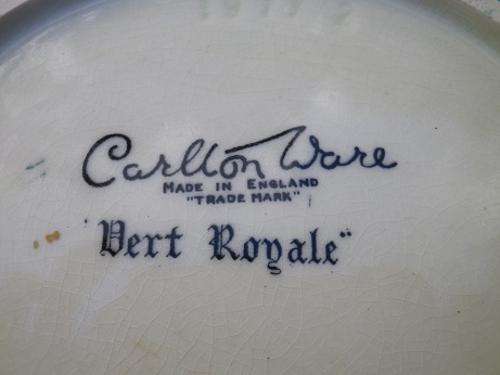 Carlton Ware
MADE IN ENGLAND
"TRADE MARK"
"Vert Royale"